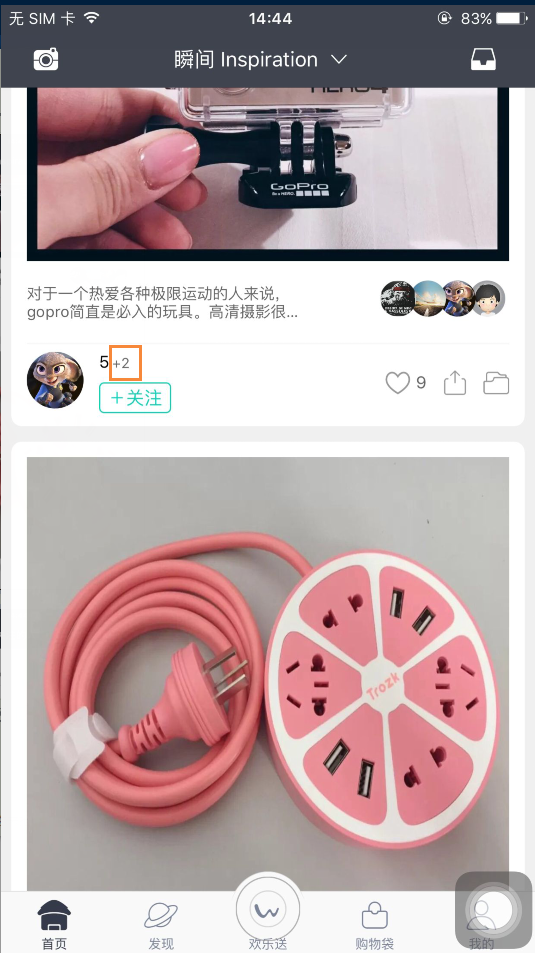 无 SIM 卡
14:44
83%
瞬间 Inspiration
GoPro
Be a HERO.
对于一个热爱各种极限运动的人来说，
gopro简直是必入的玩具。高清摄影很...
5 +2
＋关注
9
Trozk
首页
发现
欢乐送
购物袋
我的